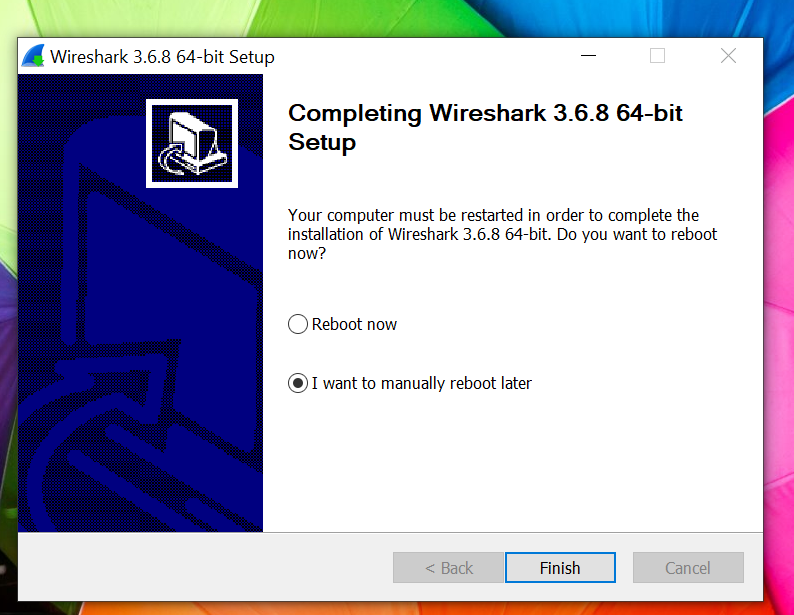 Wireshark 3.6.8 64-bit Setup
Completing Wireshark 3.6.8 64-bit
Setup
Your computer must be restarted in order to complete the
installation of Wireshark 3.6.8 64-bit. Do you want to reboot
now?
Reboot now
I want to manually reboot later
< Back
Finish
Cancel